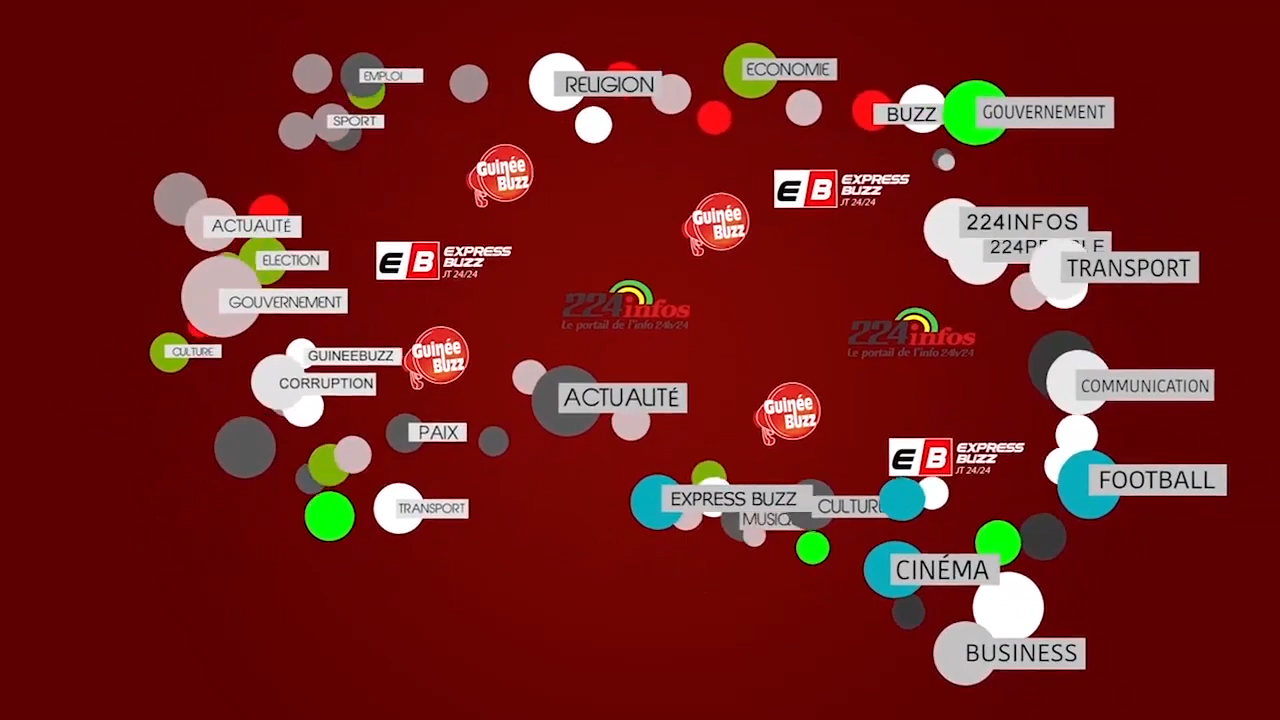 EMPLOI
RELIGION
ECONOMIE
SPORT
BUZZ
GOUVERNEMENT
Guinée
BUZZ
EB EXPRESS
BUZZ
JT 24/24
Guinée
BUZZ
ACTUALITÉ
224INFOS
TRANSPORT
ELECTION
EB EXPRESS
BUZZ
JT 24/24
GOUVERNEMENT
224infos
Le portail de l'info 24h/24
224infos
Le portail de l'info 24h/24
CULTURE
GUINEEBUZZ
Guinée
BUZZ
CORRUPTION
ACTUALITÉ
COMMUNICATION
Guinée
BUZZ
PAIX
EB EXPRESS
BUZZ
JT 24/24
FOOTBALL
TRANSPORT
EXPRESS BUZZ
CULTURE
CINÉMA
BUSINESS